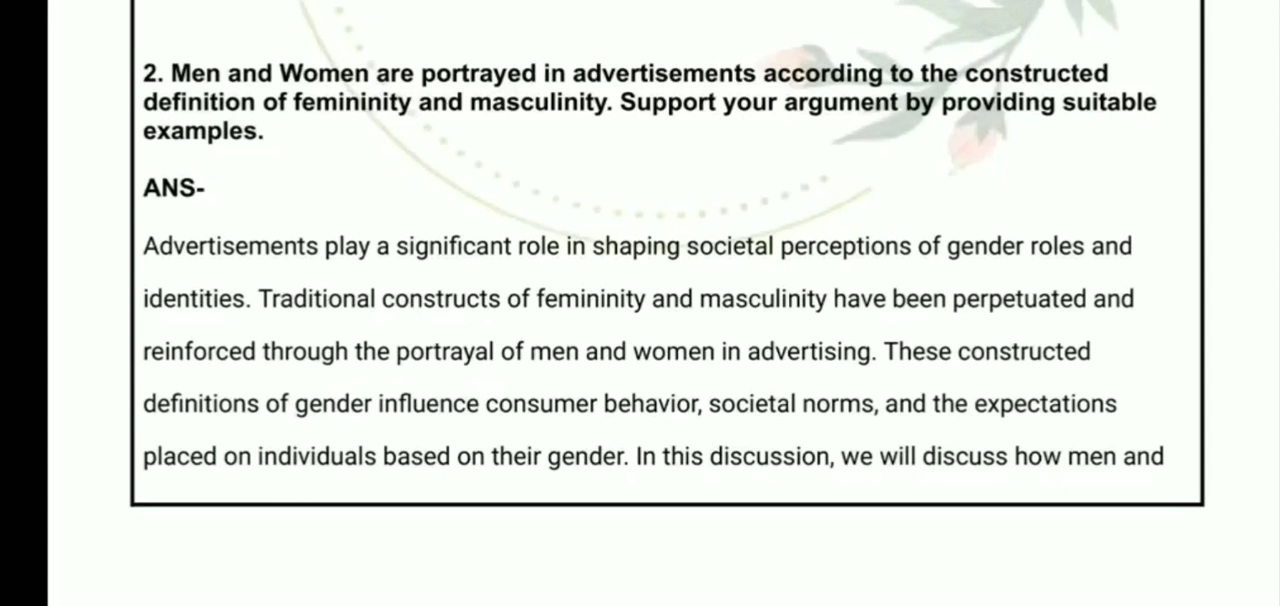 2. Men and Women are portrayed in advertisements according to the constructed
definition of femininity and masculinity. Support your argument by providing suitable
examples.
ANS-
Advertisements play a significant role in shaping societal perceptions of gender roles and
identities. Traditional constructs of femininity and masculinity have been perpetuated and
reinforced through the portrayal of men and women in advertising. These constructed
definitions of gender influence consumer behavior, societal norms, and the expectations
placed on individuals based on their gender. In this discussion, we will discuss how men and